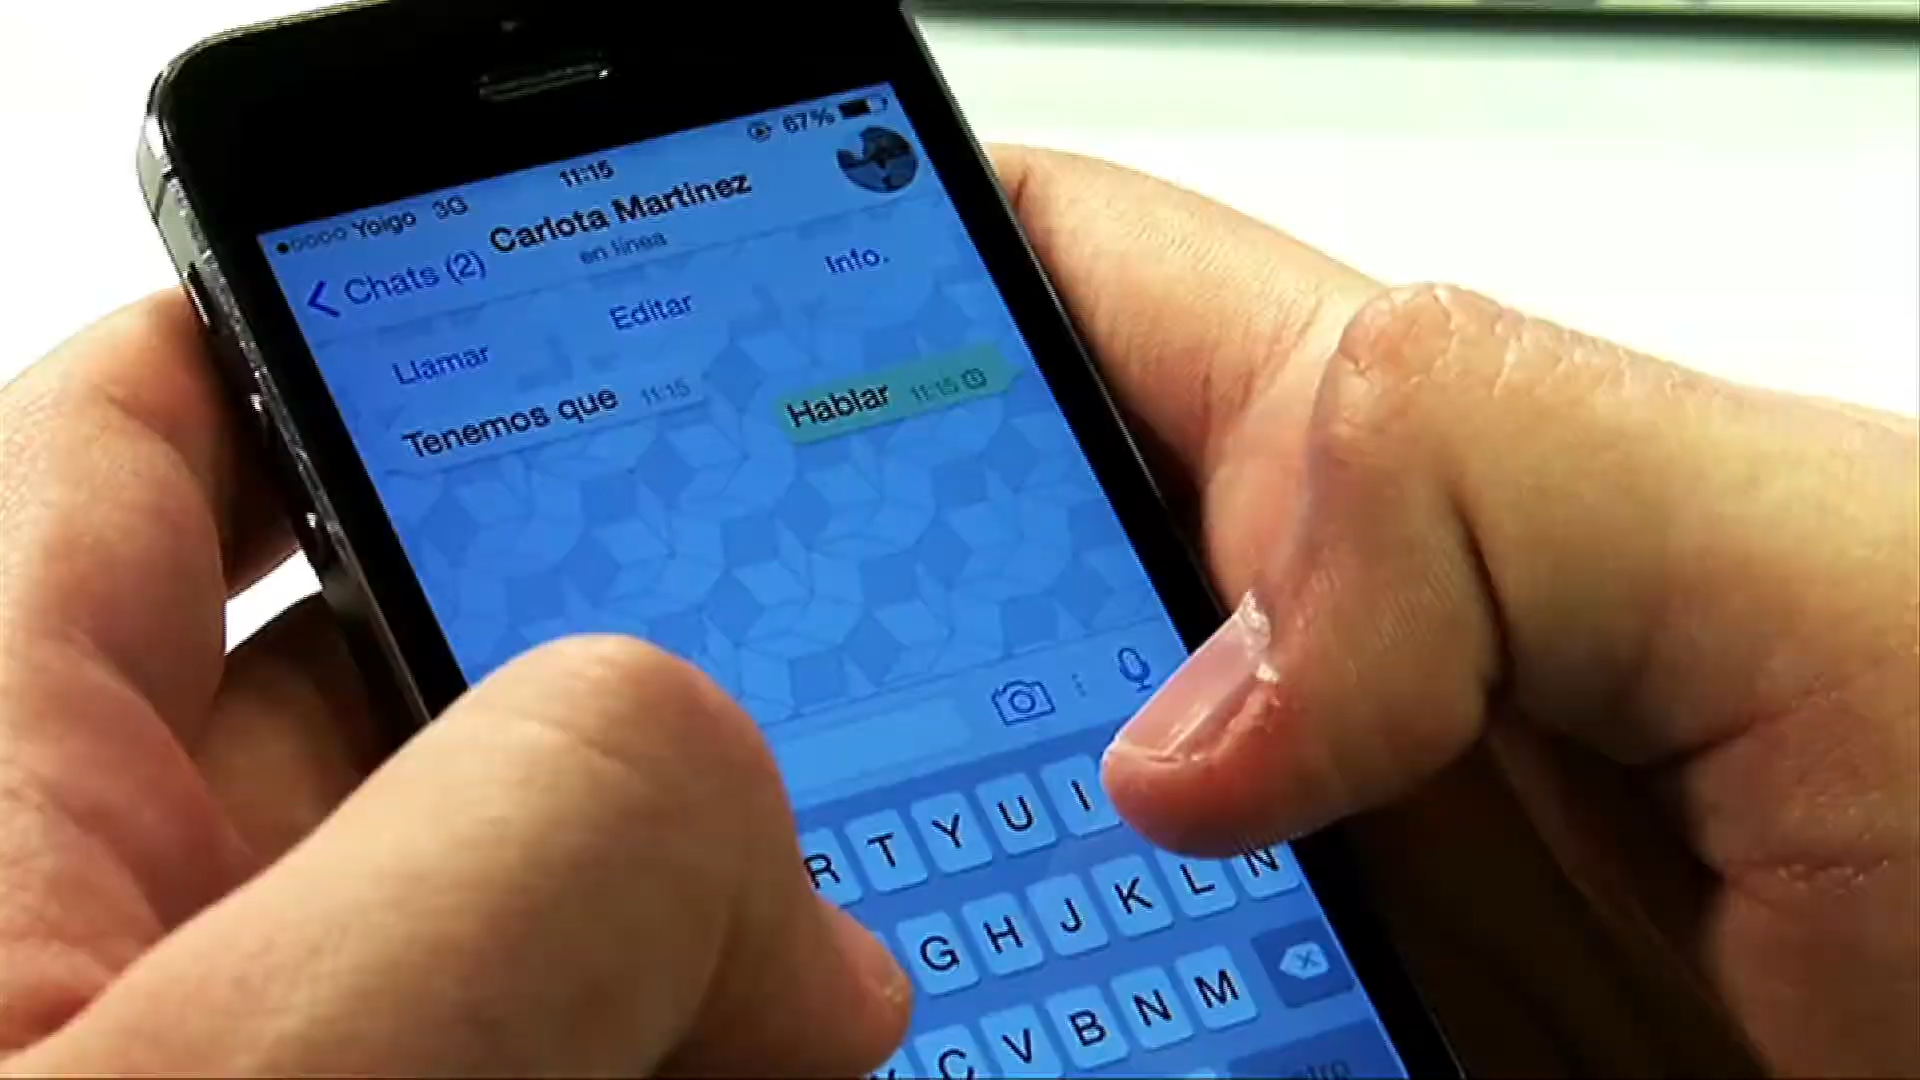 Yoigo 3G 11:15 67%
Chats (2) Carlota Martinez
en línea
Llamar Editar Info.
Tenemos que 11:15
Hablar 11:15
R T Y U I
G H J K L Ñ
C V B N M